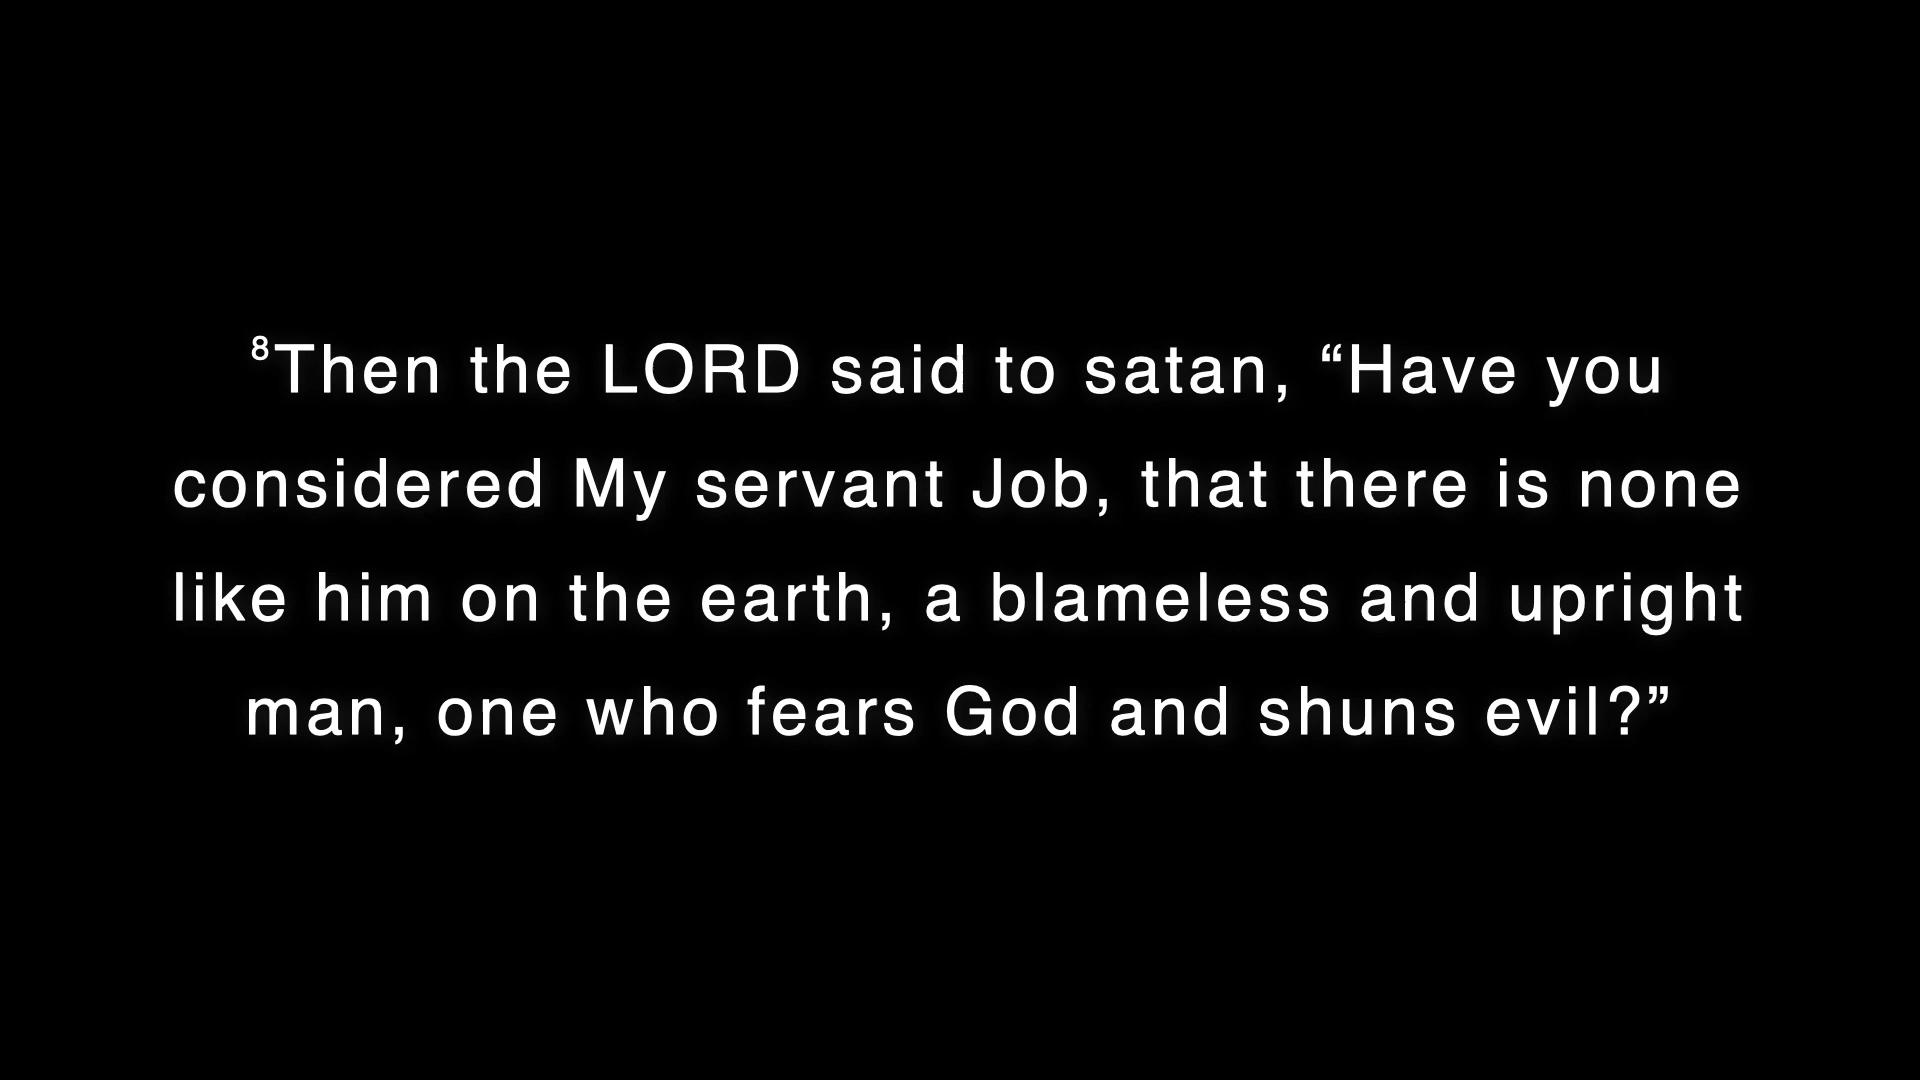 ⁸Then the LORD said to satan, “Have you
considered My servant Job, that there is none
like him on the earth, a blameless and upright
man, one who fears God and shuns evil?”